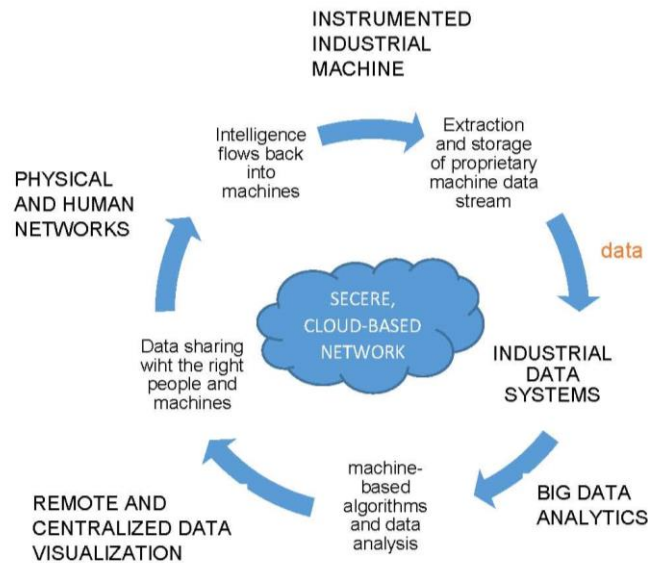 INSTRUMENTED
INDUSTRIAL
MACHINE
Intelligence
flows back
into
machines
Extraction
and storage
of proprietary
machine data
stream
PHYSICAL
AND HUMAN
NETWORKS
data
SECERE,
CLOUD-BASED
NETWORK
Data sharing
wiht the right
people and
machines
INDUSTRIAL
DATA
SYSTEMS
machine-
based
algorithms
and data
analysis
BIG DATA
ANALYTICS
REMOTE AND
CENTRALIZED DATA
VISUALIZATION